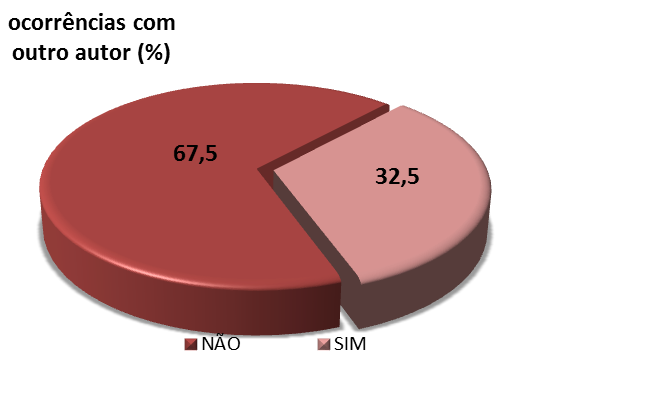 ocorrências com
outro autor (%)
67,5
32,5
NÃO
SIM